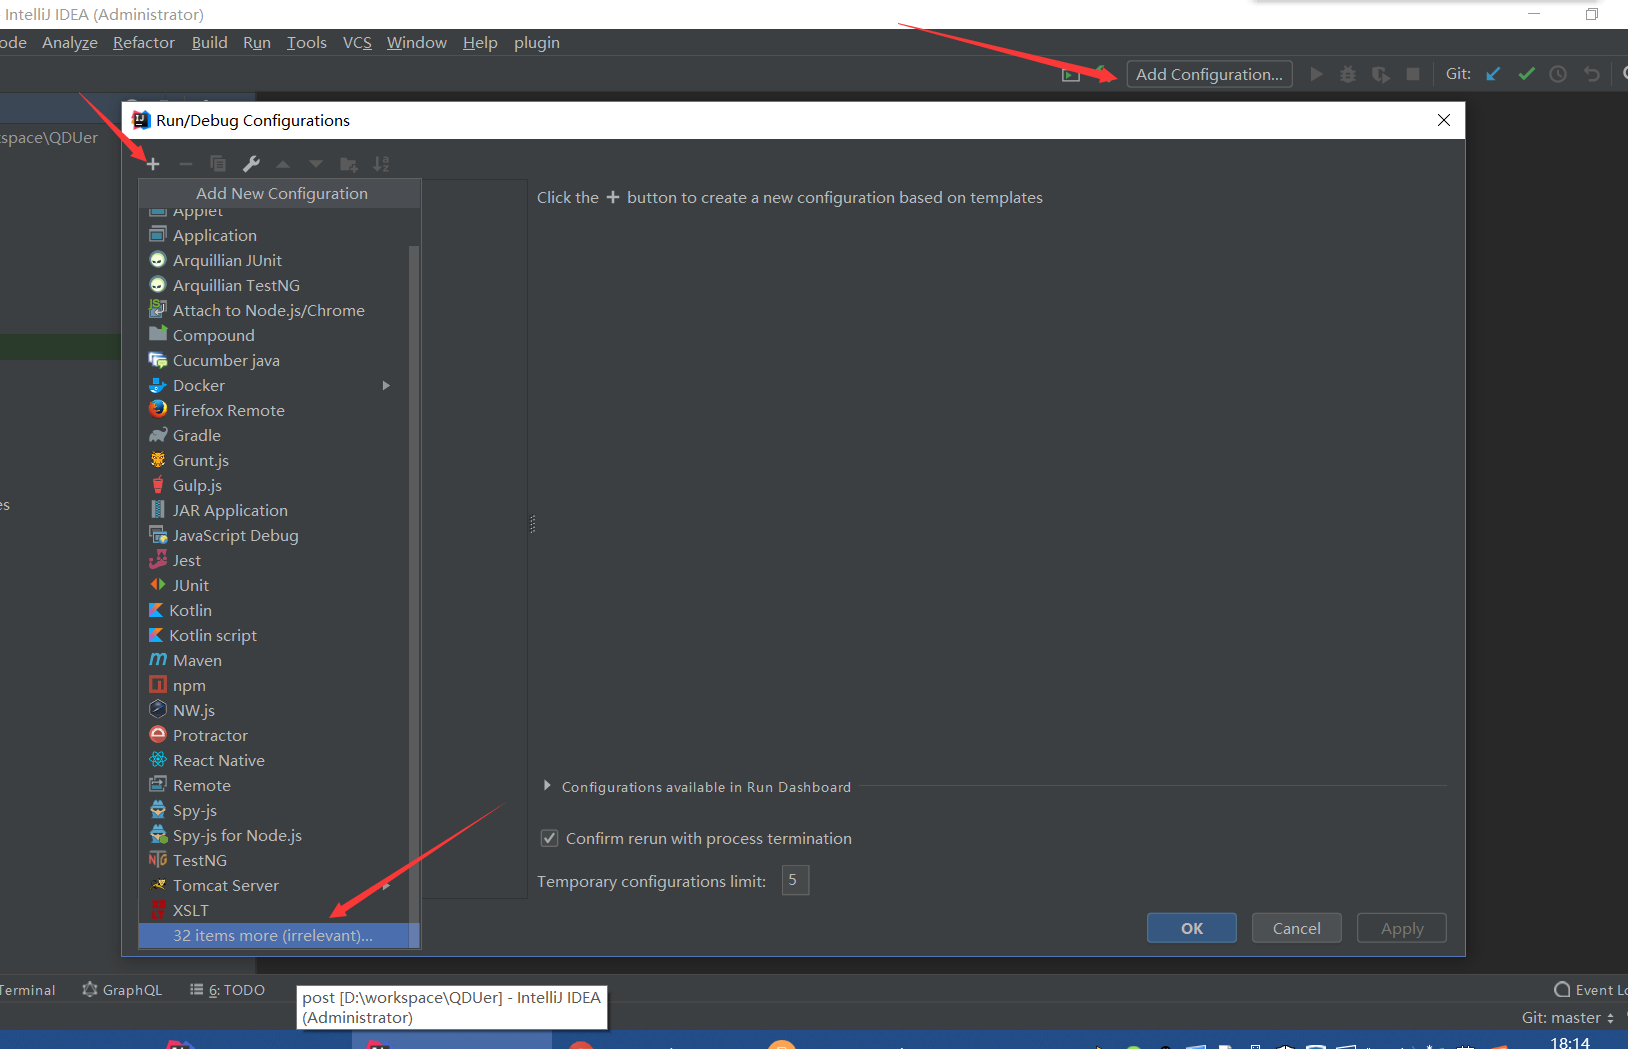 IntelliJ IDEA (Administrator)
ode Analyze Refactor Build Run Tools VCS Window Help plugin
Add Configuration... Git:
space\QDUer
Run/Debug Configurations
Add New Configuration
Click the + button to create a new configuration based on templates
Applet
Application
Arquillian JUnit
Arquillian TestNG
Attach to Node.js/Chrome
Compound
Cucumber java
Docker
Firefox Remote
Gradle
Grunt.js
Gulp.js
JAR Application
es
JavaScript Debug
Jest
JUnit
Kotlin
Kotlin script
Maven
npm
NW.js
Protractor
React Native
Remote
Spy-js
Spy-js for Node.js
TestNG
Tomcat Server
XSLT
32 items more (irrelevant)...
Configurations available in Run Dashboard
Confirm rerun with process termination
Temporary configurations limit: 5
OK Cancel Apply
Terminal GraphQL 6: TODO
Event Lo
post [D:\workspace\QDUer] - IntelliJ IDEA
(Administrator)
Git: master
18:14